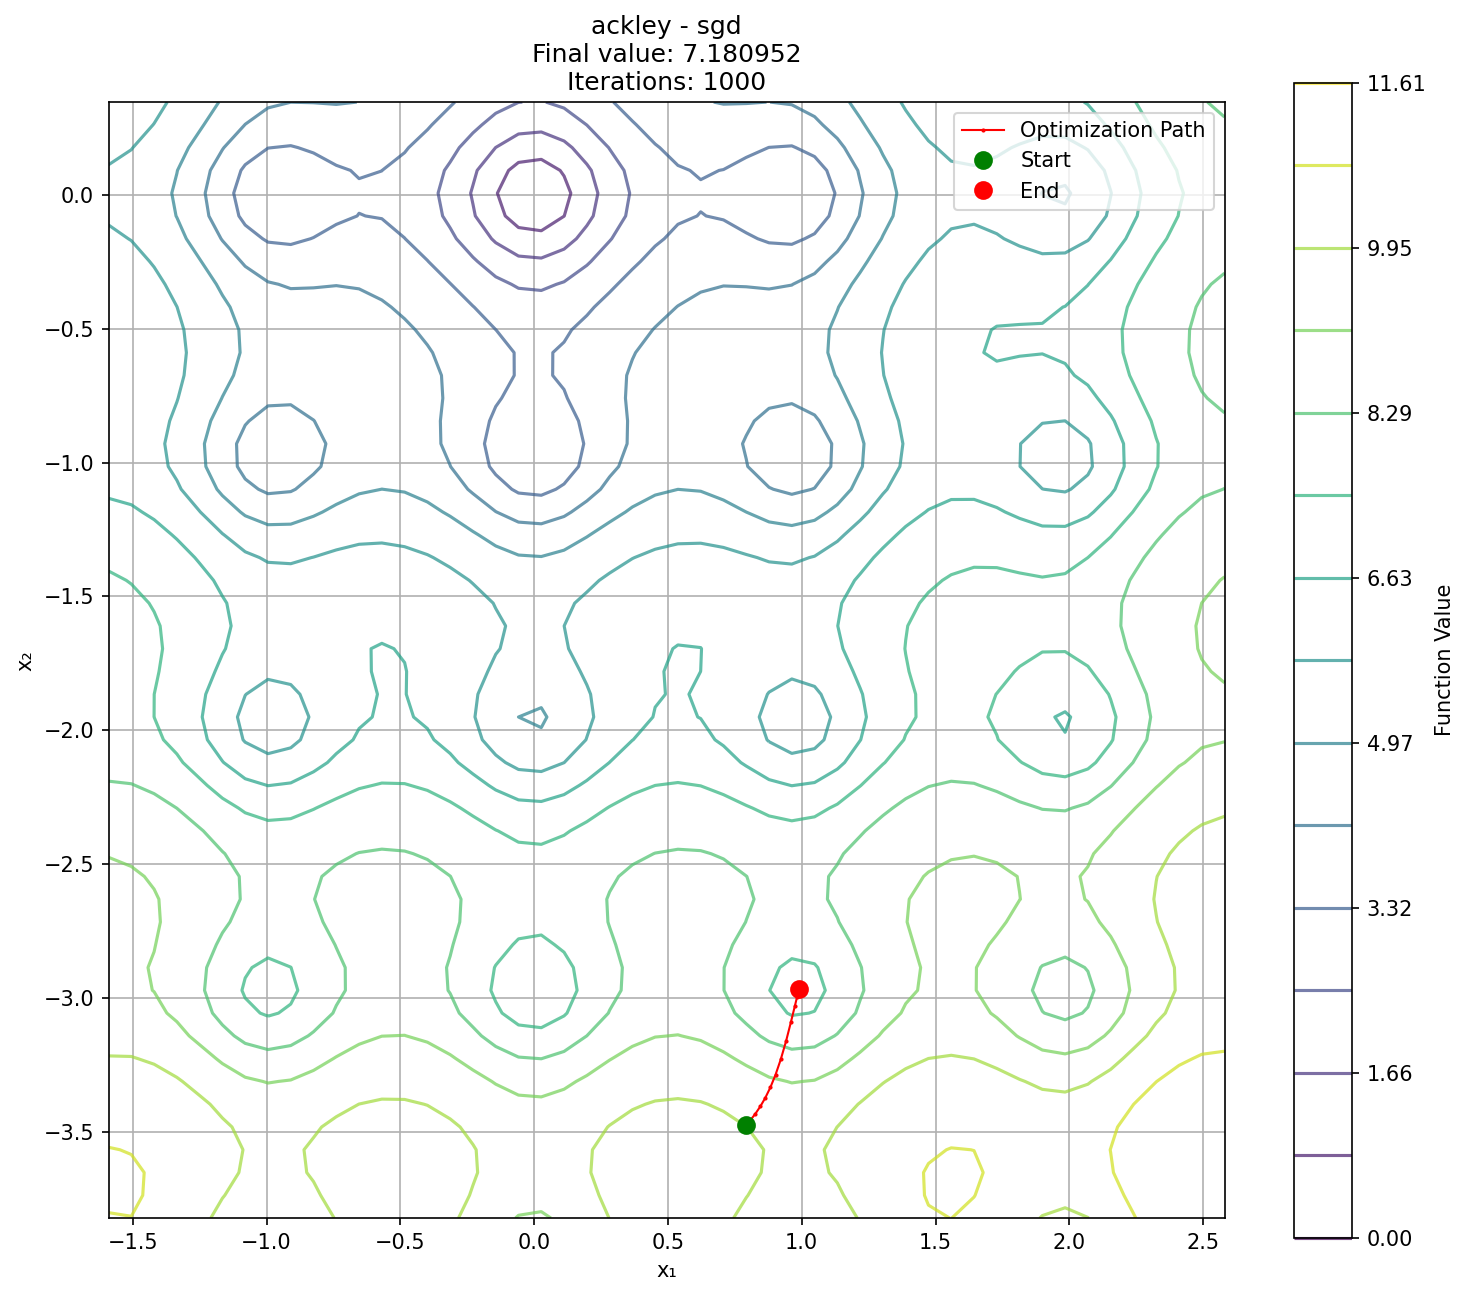 ackley - sgd
Final value: 7.180952
Iterations: 1000
Optimization Path
Start
End
0.0
−0.5
−1.0
−1.5
−2.0
−2.5
−3.0
−3.5
x₂
−1.5
−1.0
−0.5
0.0
0.5
1.0
1.5
2.0
2.5
x₁
11.61
9.95
8.29
6.63
4.97
3.32
1.66
0.00
Function Value